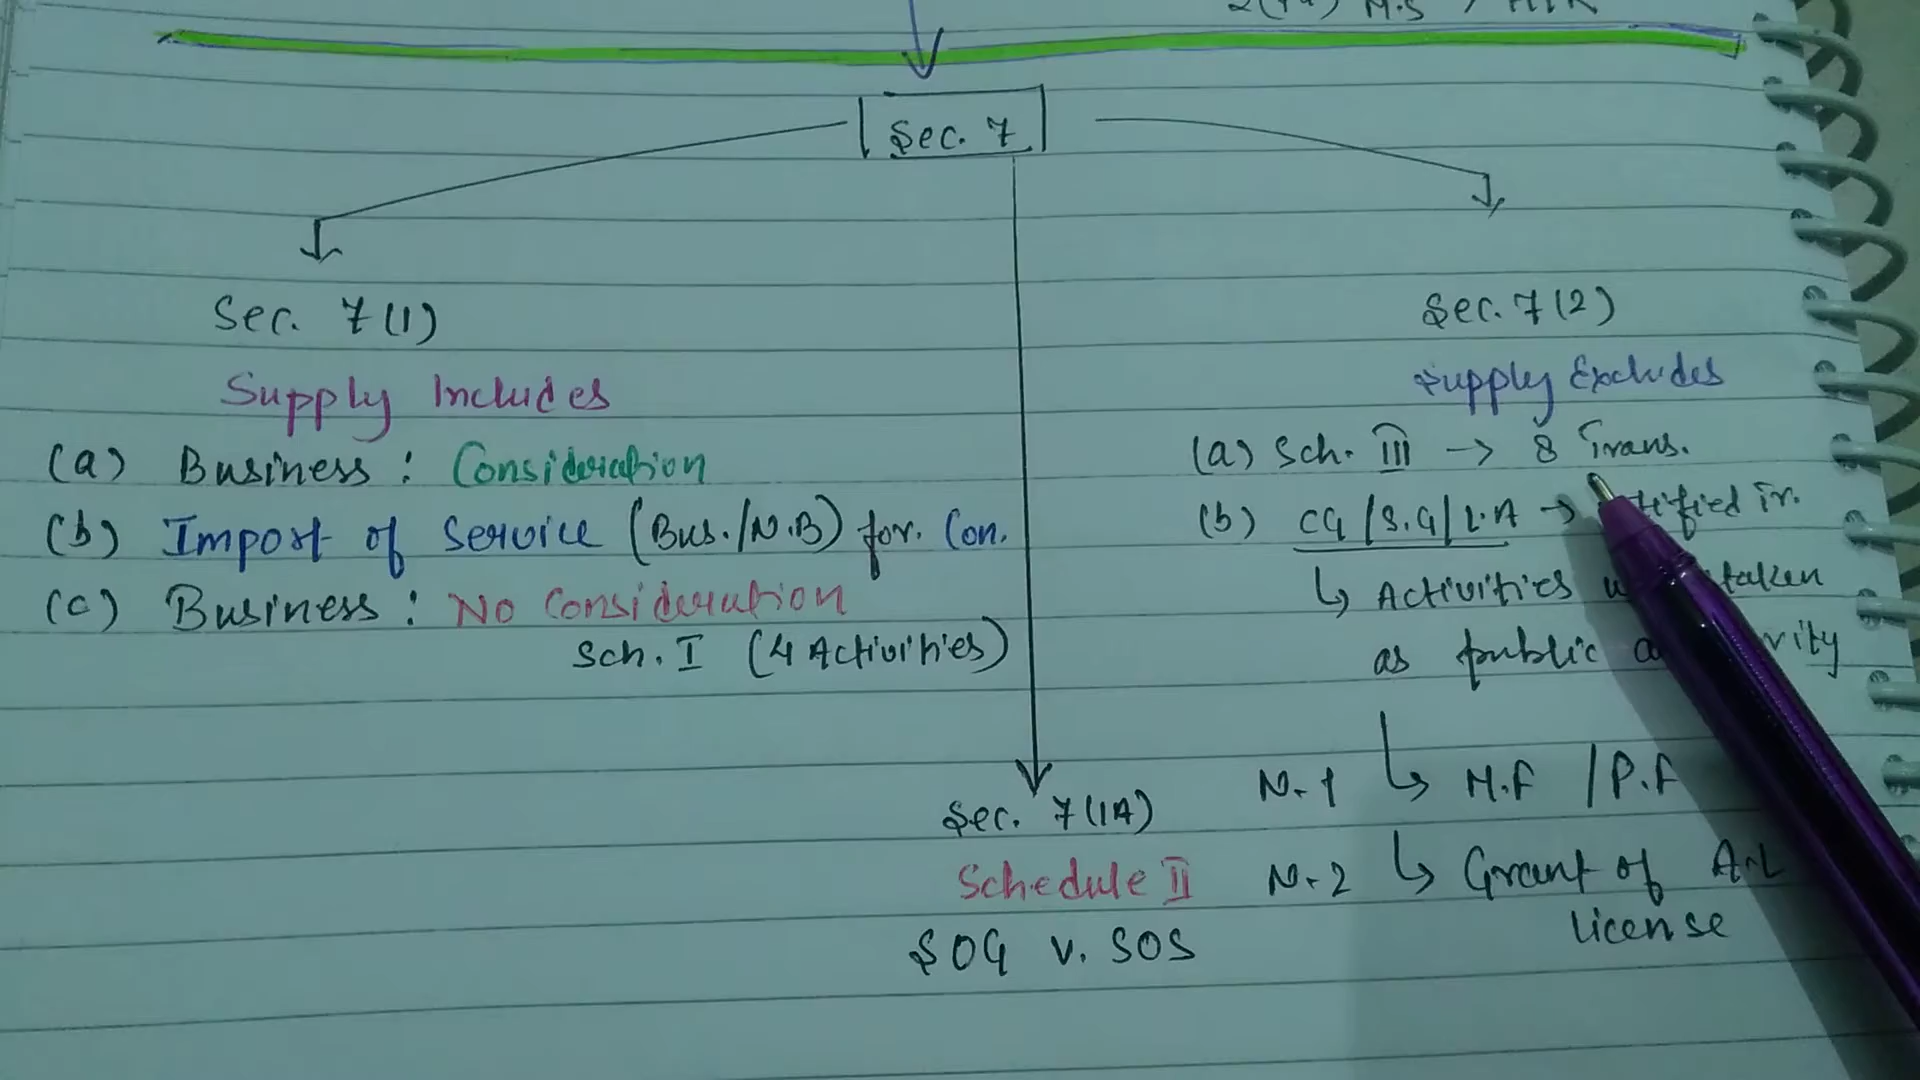 Sec. 7
Sec. 7(1)
Supply Includes
(a) Business : Consideration
(b) Import of Service (Bus./N.B) for. Con.
(c) Business : No Consideration
Sch. I (4 Activities)
Sec. 7(1A)
Schedule II
SOG v. SOS
Sec. 7(2)
Supply Excludes
(a) Sch. III → 8 Trans.
(b) CG/S.G/L.A → Tr.
↳ Activities
as public
N-1 ↳ M.F / P.F
N-2 ↳ Grant of A.L
license